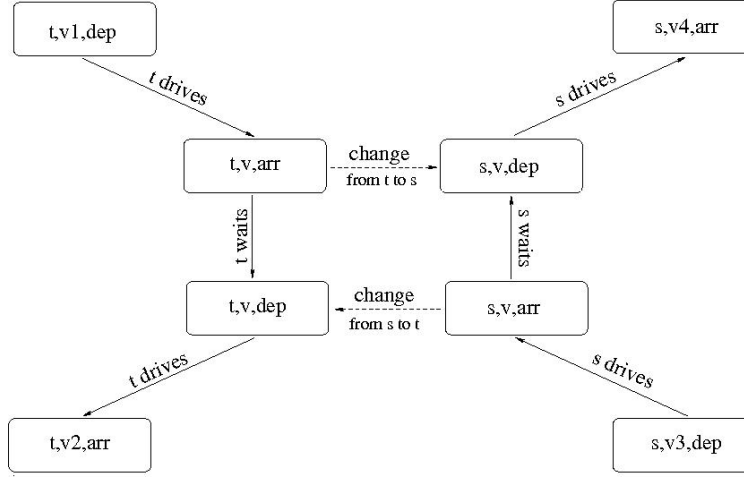 t,v1,dep
s,v4,arr
t drives
s drives
t,v,arr
change
from t to s
s,v,dep
t waits
s waits
t,v,dep
change
from s to t
s,v,arr
t drives
s drives
t,v2,arr
s,v3,dep